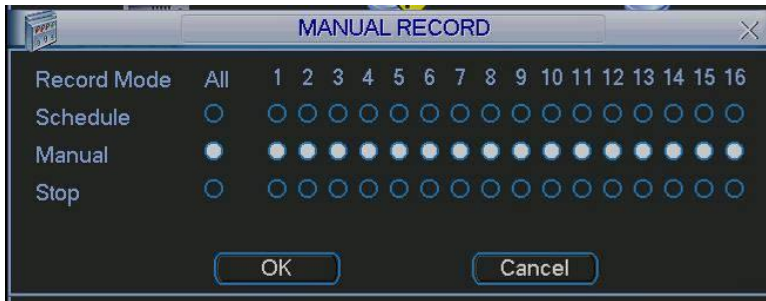 MANUAL RECORD
Record Mode All 1 2 3 4 5 6 7 8 9 10 11 12 13 14 15 16
Schedule
Manual
Stop
OK Cancel